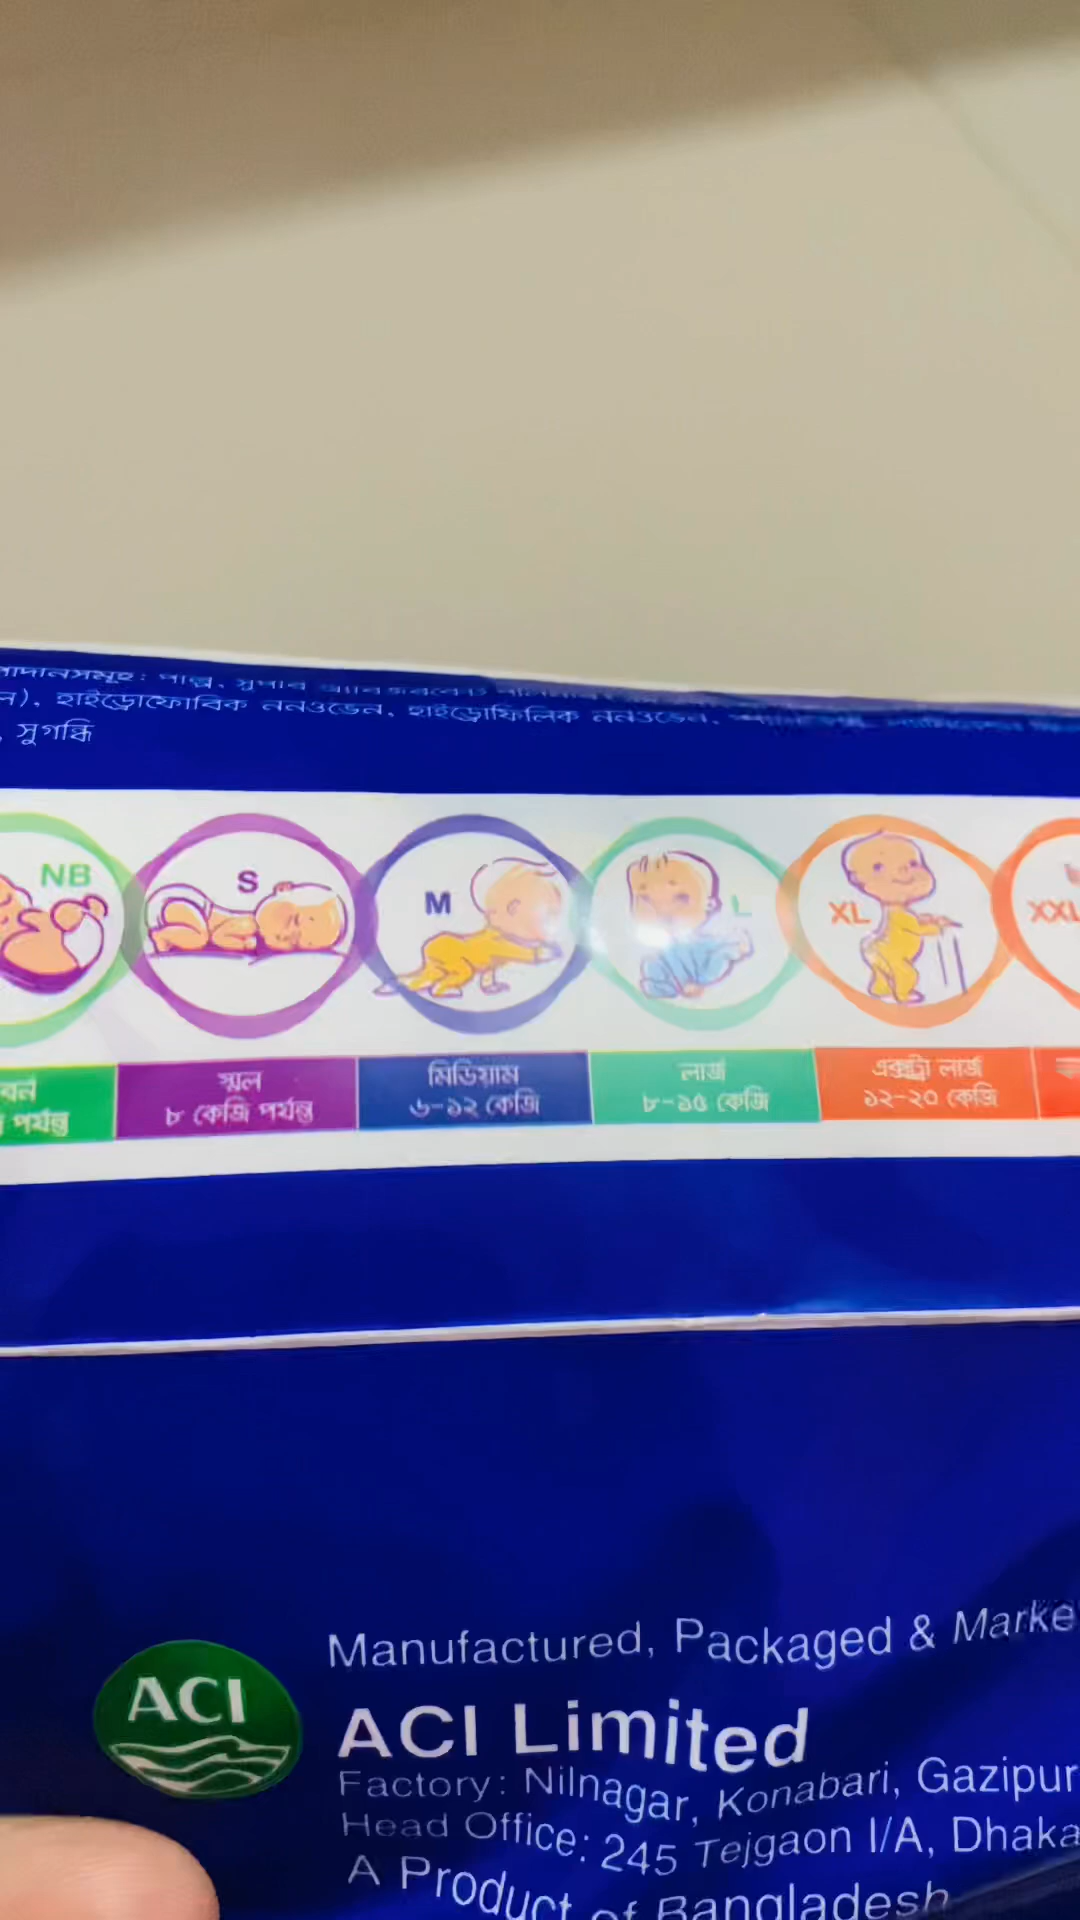 পাদানসমূহ: পাল্প, সুপার
ন), হাইড্রোফোবিক ননওভেন, হাইড্রোফিলিক ননওভেন,
, সুগন্ধি
NB
S
M
L
XL
XXL
পর্যন্ত
স্মল
৮ কেজি পর্যন্ত
মিডিয়াম
৬-১২ কেজি
লার্জ
৮-১৫ কেজি
এক্সট্রা লার্জ
১২-২০ কেজি
ACI
Manufactured, Packaged & Marke
ACI Limited
Factory: Nilnagar, Konabari, Gazipur
Head Office: 245 Tejgaon I/A, Dhaka
A Product of Bangladesh